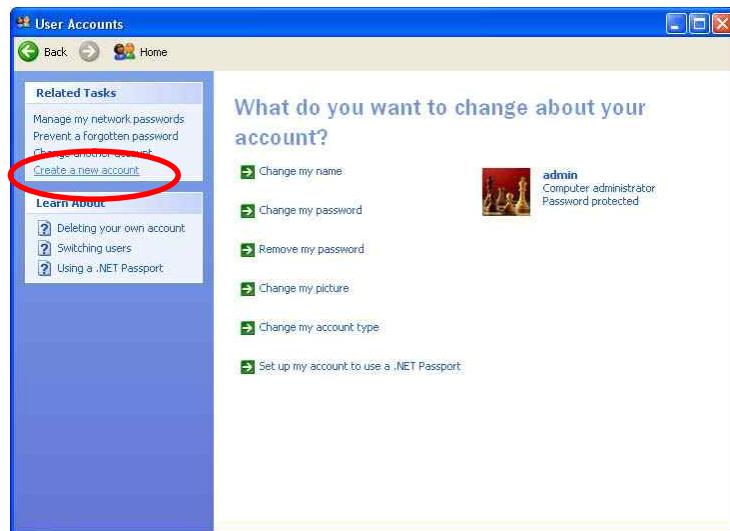 User Accounts
Back
Home
Related Tasks
Manage my network passwords
Prevent a forgotten password
Change another account
Create a new account
Learn About
Deleting your own account
Switching users
Using a .NET Passport
What do you want to change about your
account?
Change my name
Change my password
Remove my password
Change my picture
Change my account type
Set up my account to use a .NET Passport
admin
Computer administrator
Password protected